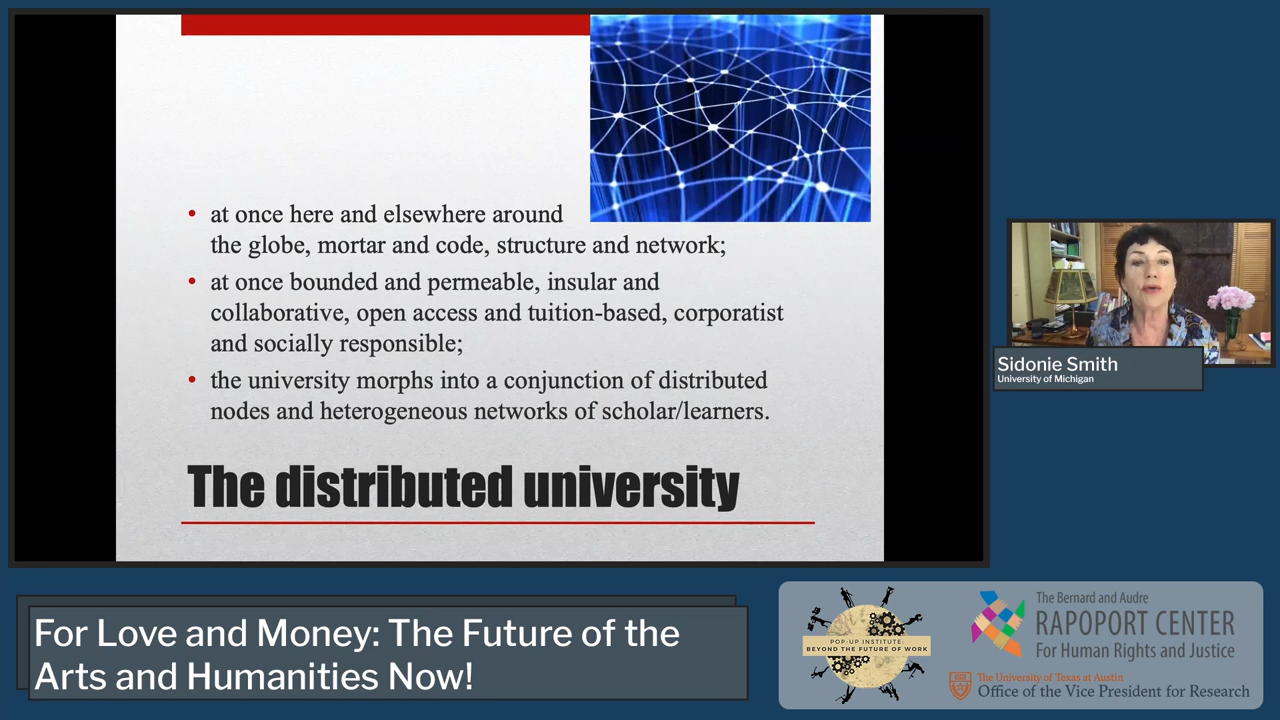 • at once here and elsewhere around
the globe, mortar and code, structure and network;
• at once bounded and permeable, insular and
collaborative, open access and tuition-based, corporatist
and socially responsible;
• the university morphs into a conjunction of distributed
nodes and heterogeneous networks of scholar/learners.
The distributed university
Sidonie Smith
University of Michigan
For Love and Money: The Future of the
Arts and Humanities Now!
POP-UP INSTITUTE:
BEYOND THE FUTURE OF WORK
The Bernard and Audre
RAPOPORT CENTER
For Human Rights and Justice
The University of Texas at Austin
Office of the Vice President for Research